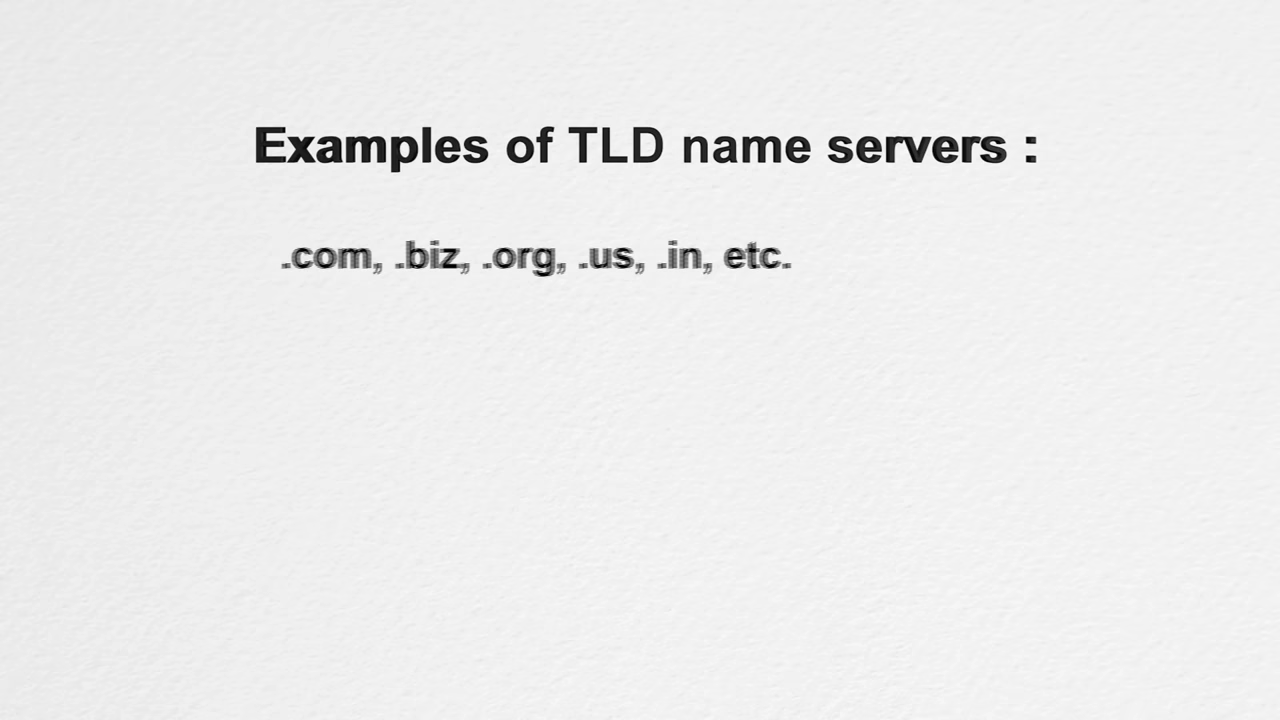 Examples of TLD name servers :
.com, .biz, .org, .us, .in, etc.